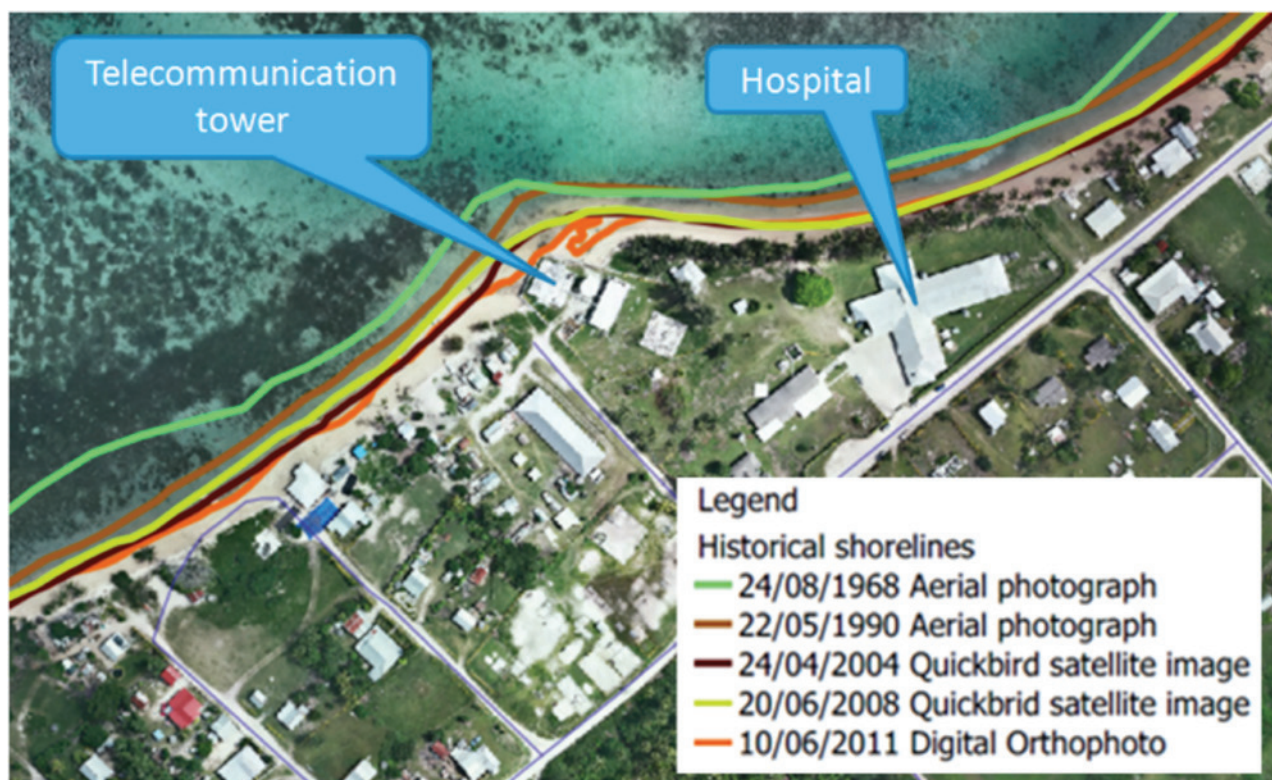 Telecommunication
tower
Hospital
Legend
Historical shorelines
24/08/1968 Aerial photograph
22/05/1990 Aerial photograph
24/04/2004 Quickbird satellite image
20/06/2008 Quickbrid satellite image
10/06/2011 Digital Orthophoto